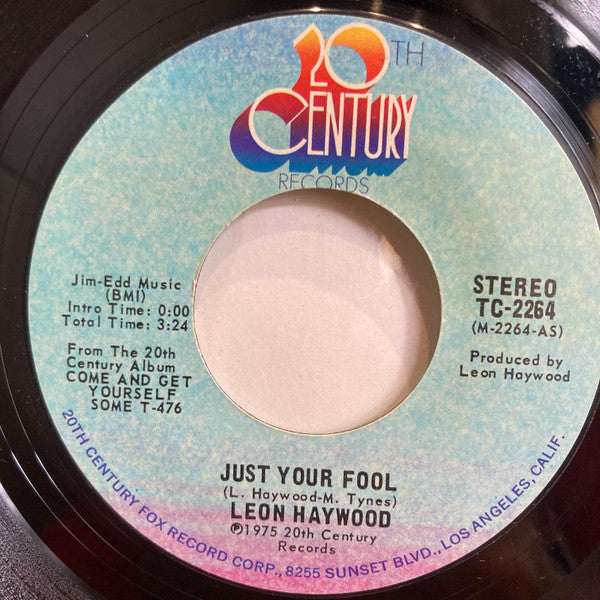 20TH
CENTURY
RECORDS
Jim-Edd Music
(BMI)
Intro Time: 0:00
Total Time: 3:24
From The 20th
Century Album
COME AND GET
YOURSELF
SOME T-476
STEREO
TC-2264
(M-2264-AS)
Produced by
Leon Haywood
JUST YOUR FOOL
(L. Haywood-M. Tynes)
LEON HAYWOOD
℗1975 20th Century
Records
20TH CENTURY FOX RECORD CORP., 8255 SUNSET BLVD., LOS ANGELES, CALIF.